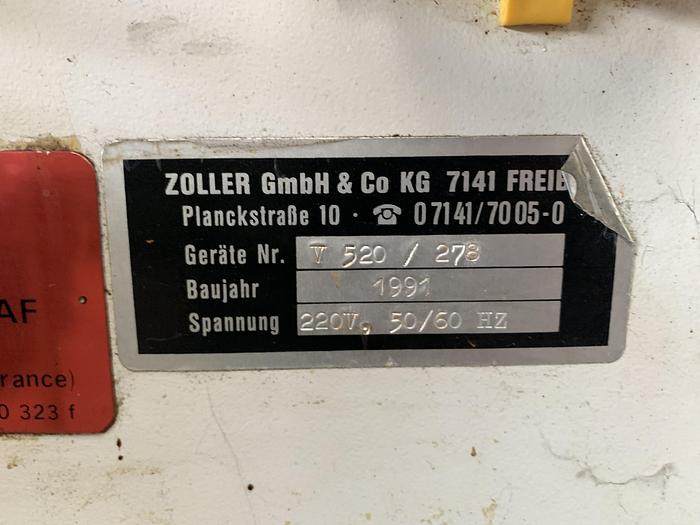 ZOLLER GmbH & Co KG 7141 FREIB
Planckstraße 10 · ☎ 07141/7005-0
Geräte Nr. V 520 / 278
Baujahr 1991
Spannung 220V, 50/60 HZ
AF
rance)
0 323 f